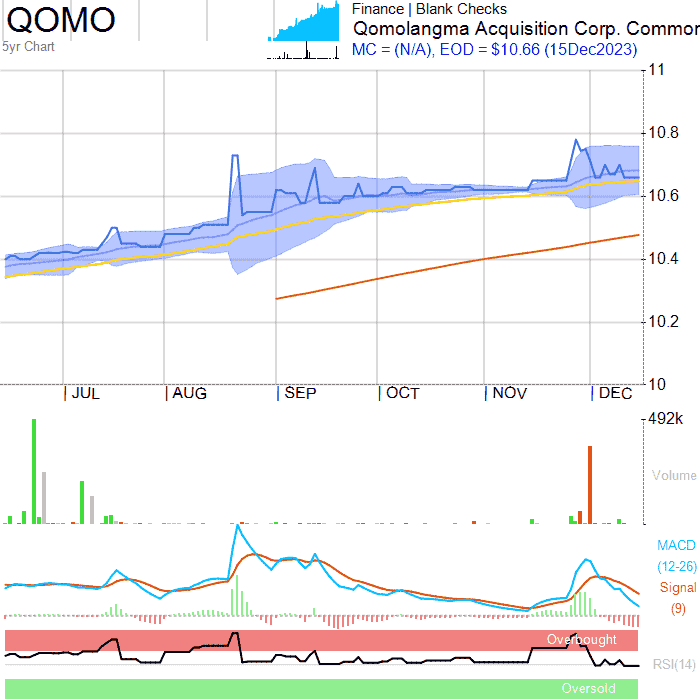 QOMO
5yr Chart
Finance | Blank Checks
Qomolangma Acquisition Corp. Common
MC = (N/A), EOD = $10.66 (15Dec2023)
11
10.8
10.6
10.4
10.2
10
JUL AUG SEP OCT NOV DEC
492k
Volume
MACD
(12-26)
Signal
(9)
Overbought
RSI(14)
Oversold